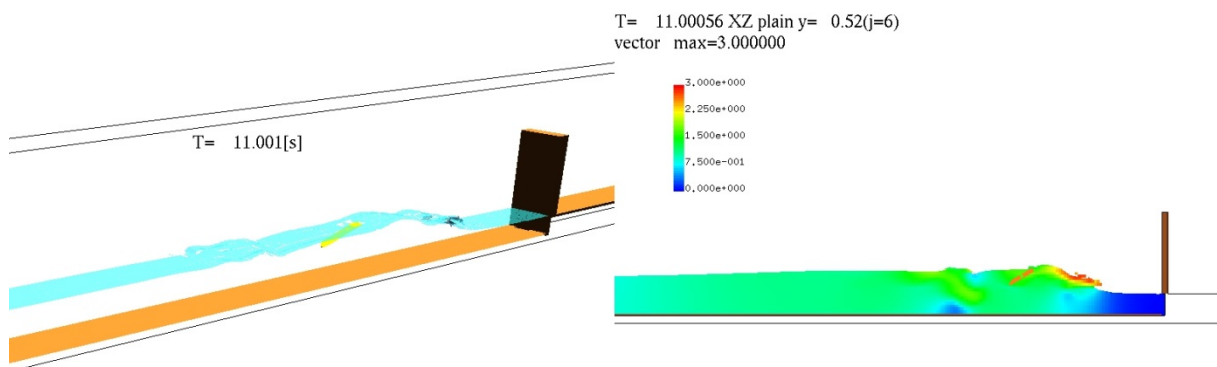 T= 11.001[s]
T= 11.00056 XZ plain y= 0.52(j=6)
vector max=3.000000
3.000e+000
2.250e+000
1.500e+000
7.500e-001
0.000e+000